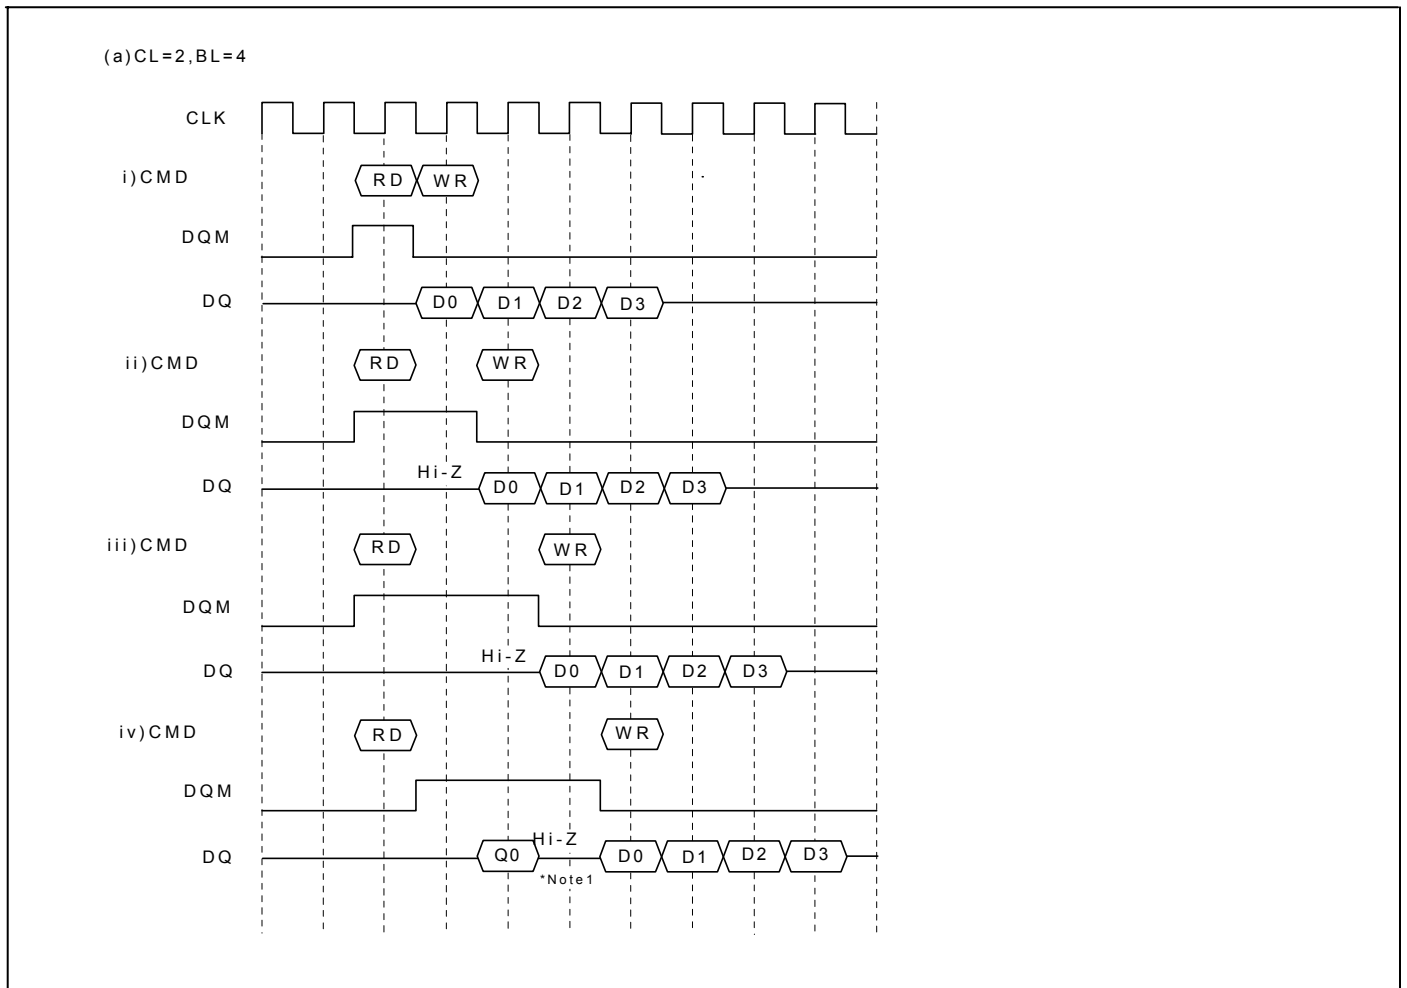 (a)CL=2,BL=4
CLK
i)CMD RD WR
DQM
DQ D0 D1 D2 D3
ii)CMD RD WR
DQM
Hi-Z
DQ D0 D1 D2 D3
iii)CMD RD WR
DQM
Hi-Z
DQ D0 D1 D2 D3
iv)CMD RD WR
DQM
Hi-Z
DQ Q0 D0 D1 D2 D3
*Note1